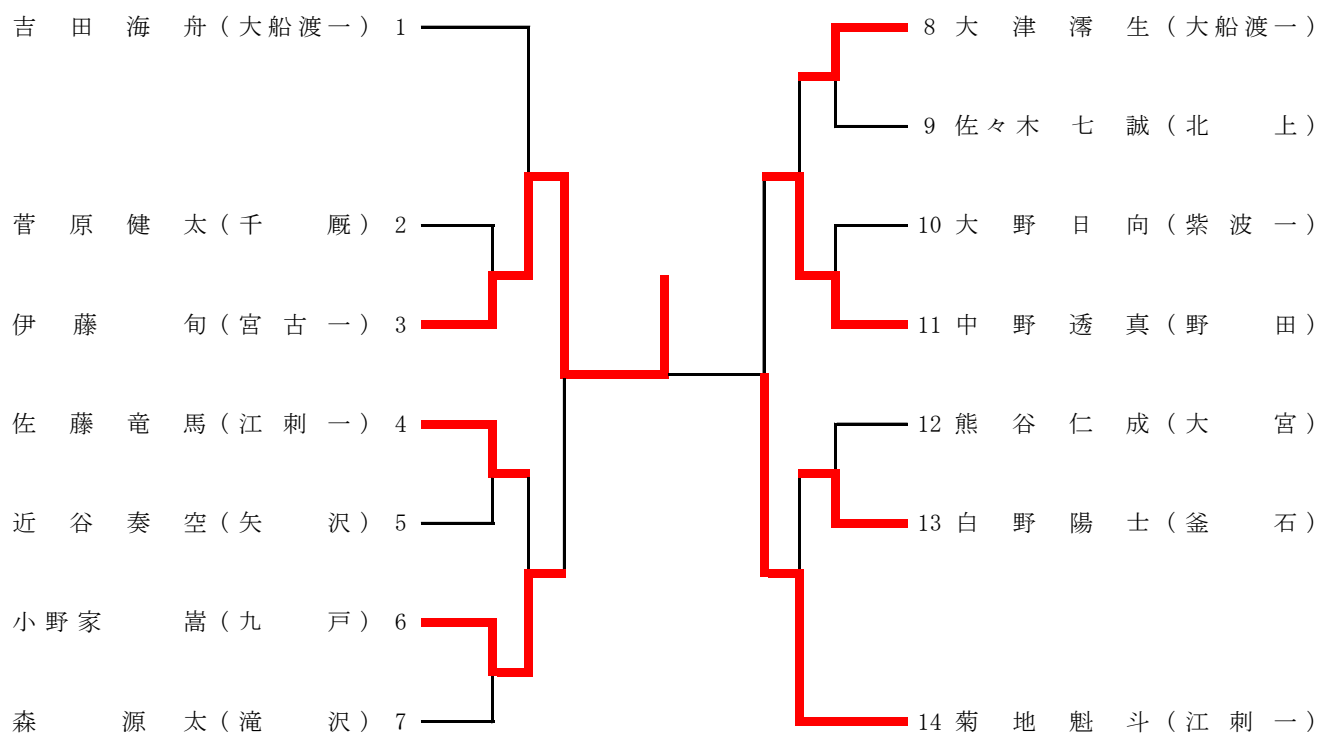 吉田海舟(大船渡一) 1
菅原健太(千厩) 2
伊藤旬(宮古一) 3
佐藤竜馬(江刺一) 4
近谷奏空(矢沢) 5
小野家嵩(九戸) 6
森源太(滝沢) 7
8 大津澪生(大船渡一)
9 佐々木七誠(北上)
10 大野日向(紫波一)
11 中野透真(野田)
12 熊谷仁成(大宮)
13 白野陽士(釜石)
14 菊地魁斗(江刺一)